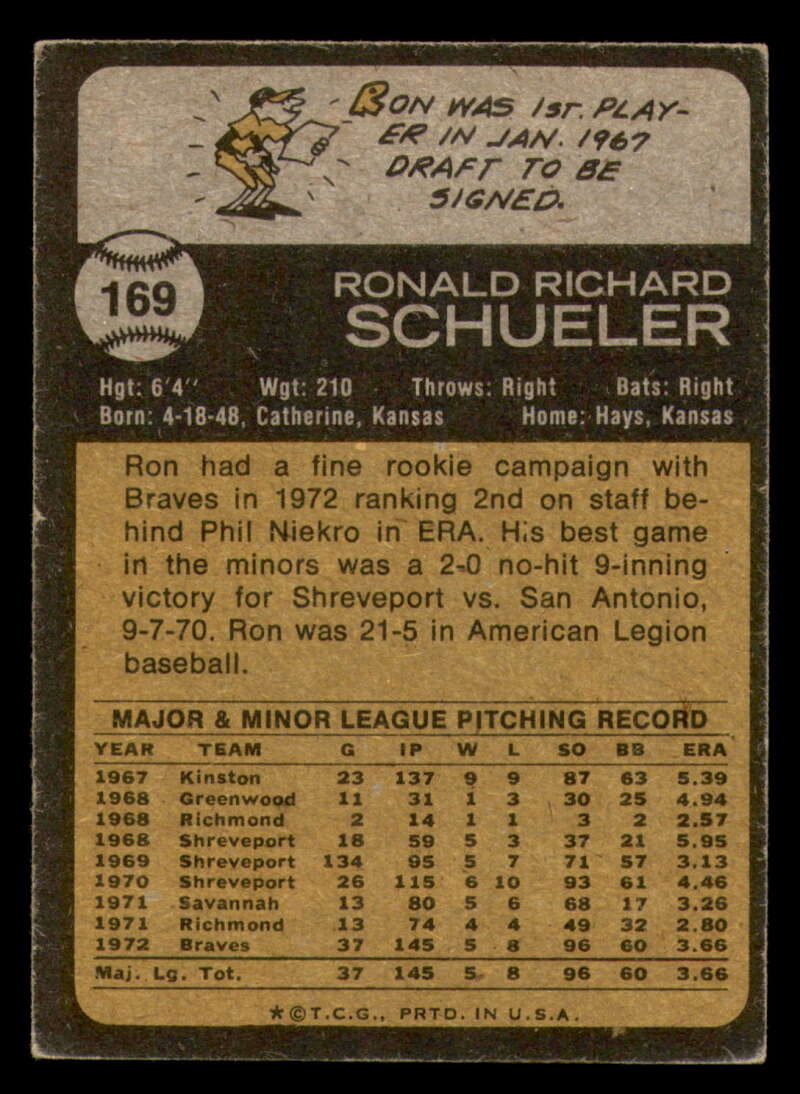 RON WAS 1ST. PLAY-
ER IN JAN. 1967
DRAFT TO BE
SIGNED.
169
RONALD RICHARD
SCHUELER
Hgt: 6'4" Wgt: 210 Throws: Right Bats: Right
Born: 4-18-48, Catherine, Kansas Home: Hays, Kansas
Ron had a fine rookie campaign with
Braves in 1972 ranking 2nd on staff be-
hind Phil Niekro in ERA. His best game
in the minors was a 2-0 no-hit 9-inning
victory for Shreveport vs. San Antonio,
9-7-70. Ron was 21-5 in American Legion
baseball.
MAJOR & MINOR LEAGUE PITCHING RECORD
YEAR TEAM G IP W L SO BB ERA
1967 Kinston 23 137 9 9 87 63 5.39
1968 Greenwood 11 31 1 3 30 25 4.94
1968 Richmond 2 14 1 1 3 2 2.57
1968 Shreveport 18 59 5 3 37 21 5.95
1969 Shreveport 134 95 5 7 71 57 3.13
1970 Shreveport 26 115 6 10 93 61 4.46
1971 Savannah 13 80 5 6 68 17 3.26
1971 Richmond 13 74 4 4 49 32 2.80
1972 Braves 37 145 5 8 96 60 3.66
Maj. Lg. Tot. 37 145 5 8 96 60 3.66
*©T.C.G., PRTD. IN U.S.A.